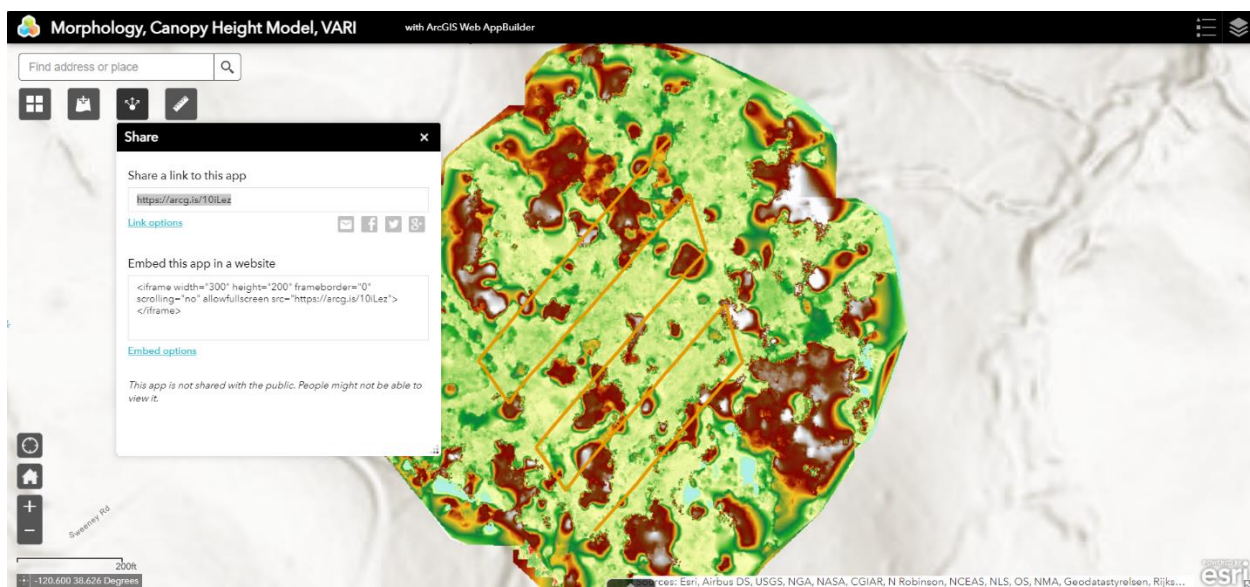 Morphology, Canopy Height Model, VARI
with ArcGIS Web AppBuilder
Find address or place
Share
×
Share a link to this app
https://arcg.is/10iLez
Link options
Embed this app in a website
<iframe width="300" height="200" frameborder="0"
scrolling="no" allowfullscreen src="https://arcg.is/10iLez">
</iframe>
Embed options
This app is not shared with the public. People might not be able to
view it.
Sweeney Rd
200ft
-120.600 38.626 Degrees
Sources: Esri, Airbus DS, USGS, NGA, NASA, CGIAR, N Robinson, NCEAS, NLS, OS, NMA, Geodatastyrelsen, Rijks...
esri